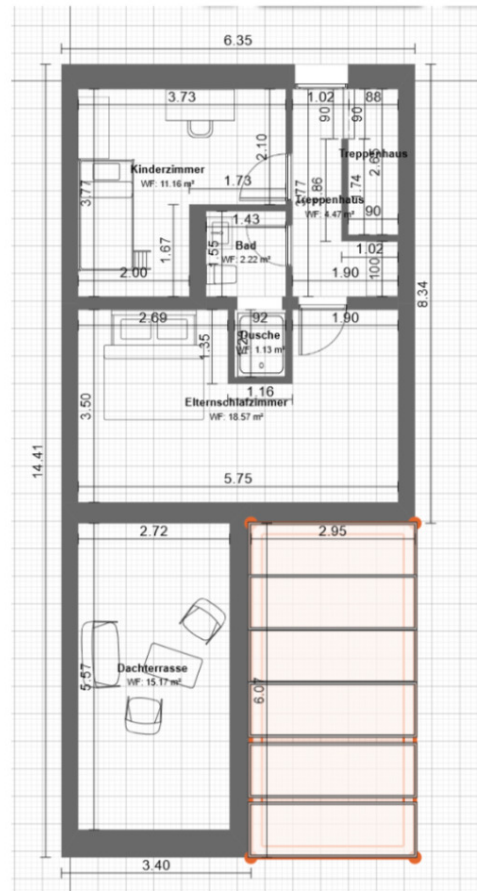 6.35
3.73
1.02
88
90
90
2.10
Kinderzimmer
WF: 11.16 m²
Treppenhaus
2.65
1.73
.86
.74
3.77
.77
Treppenhaus
WF: 4.47 m²
90
1.43
Bad
WF: 2.22 m²
1.55
1.67
1.02
2.00
1.90
100
8.34
2.69
92
1.90
1.35
Dusche
WF: 1.13 m²
1.16
Elternschlafzimmer
WF: 18.57 m²
3.50
5.75
14.41
2.72
2.95
5.57
Dachterrasse
WF: 15.17 m²
6.07
3.40